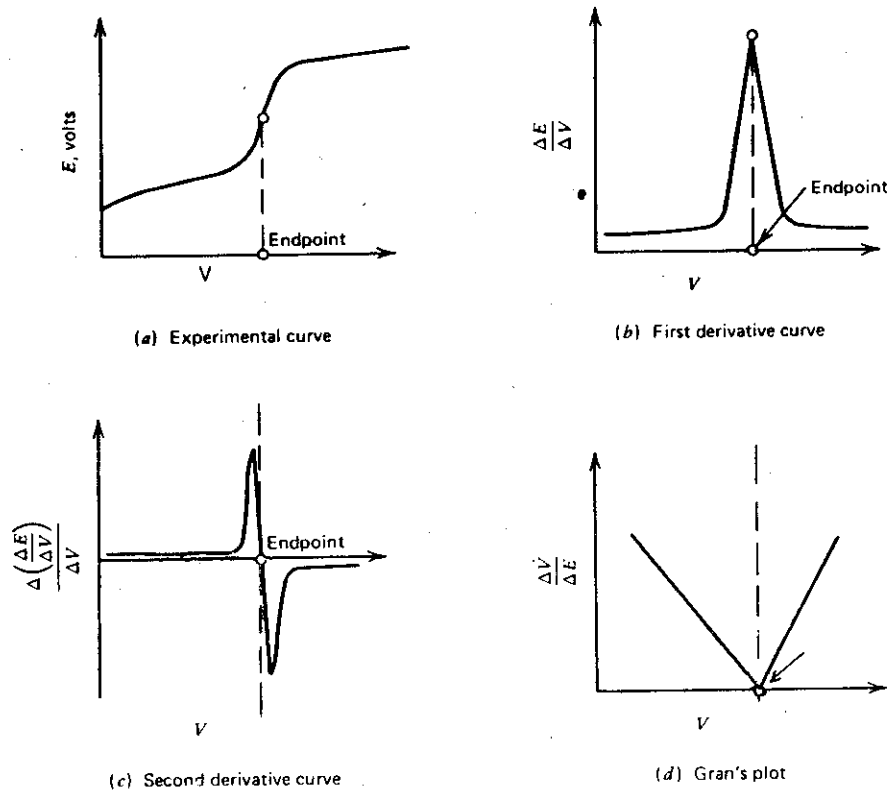 E, volts
Endpoint
V
(a) Experimental curve
ΔE
ΔV
Endpoint
V
(b) First derivative curve
Δ(ΔE/ΔV)
ΔV
Endpoint
V
(c) Second derivative curve
ΔV
ΔE
V
(d) Gran's plot